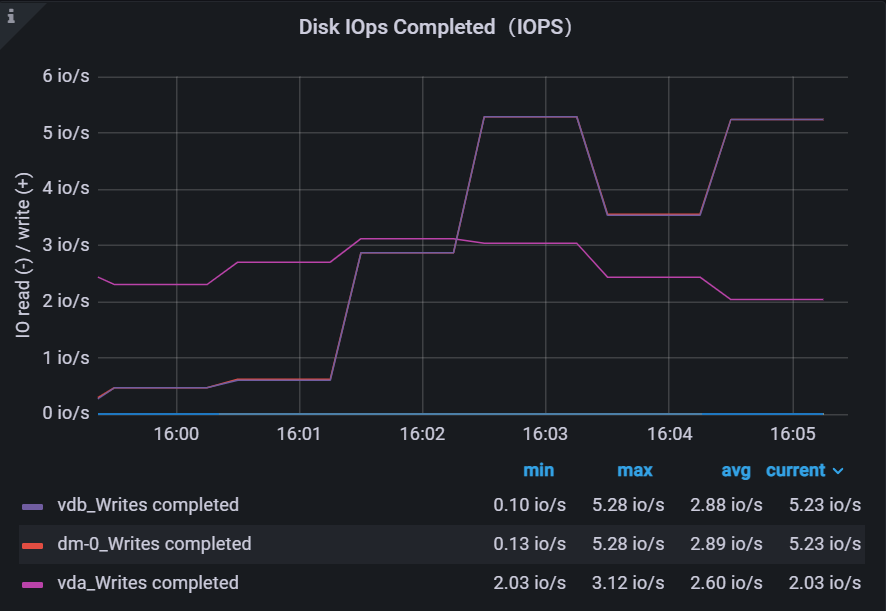 i
Disk IOps Completed（IOPS）
IO read (-) / write (+)
6 io/s
5 io/s
4 io/s
3 io/s
2 io/s
1 io/s
0 io/s
16:00 16:01 16:02 16:03 16:04 16:05
min max avg current
vdb_Writes completed 0.10 io/s 5.28 io/s 2.88 io/s 5.23 io/s
dm-0_Writes completed 0.13 io/s 5.28 io/s 2.89 io/s 5.23 io/s
vda_Writes completed 2.03 io/s 3.12 io/s 2.60 io/s 2.03 io/s